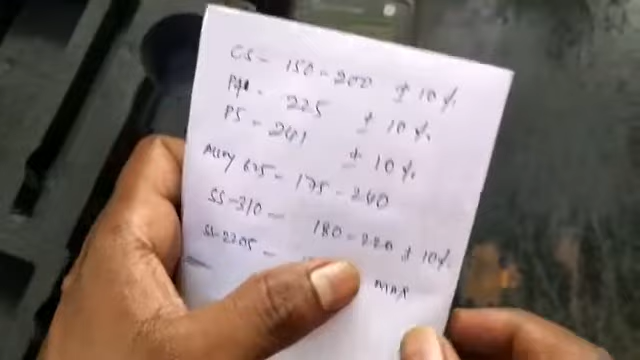 CS - 150 - 200 ± 10%
P91 - 225 ± 10%
P5 - 241 ± 10%
Alloy 625 - 175 - 240
SS-310 - 180 - 220 ± 10%
SS-2205 - MAX